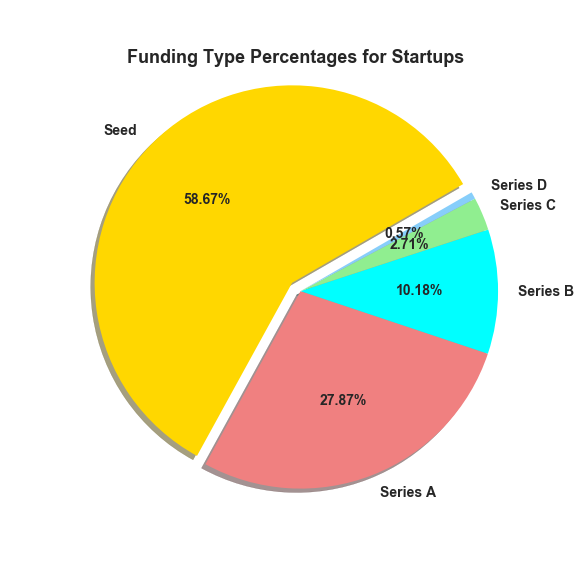 Funding Type Percentages for Startups
Seed
58.67%
Series D
0.57%
Series C
2.71%
Series B
10.18%
Series A
27.87%